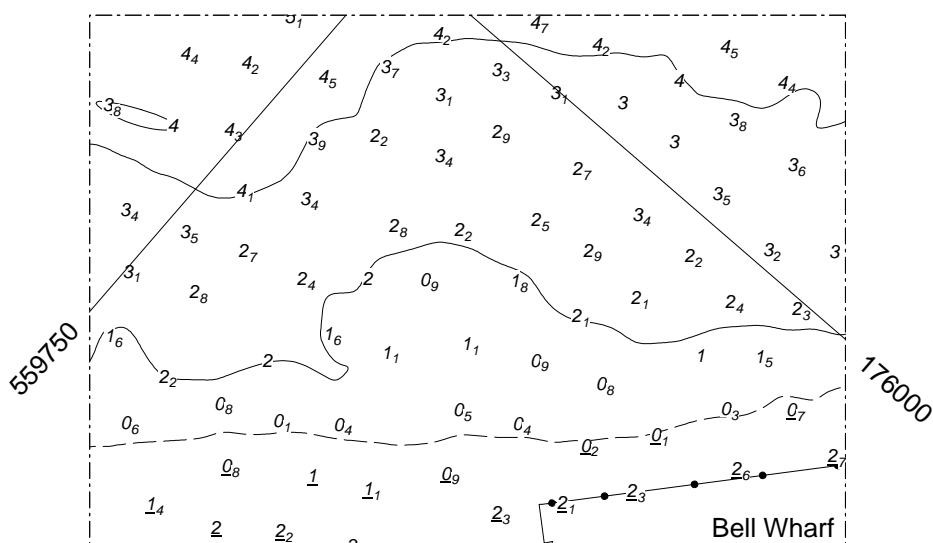 5₁ 4₂ 4₇ 4₂ 4₅
4₄ 4₂ 4₅ 3₇ 3₃ 4 4₄
3₈ 3₁ 3₁ 3
4 4₃ 3₉ 2₂ 2₉ 3 3₈
3₄ 2₇ 3₆
4₁ 3₄ 3₅
3₄ 3₅ 2₈ 2₂ 2₅ 3₄
2₇ 2₉ 2₂ 3₂ 3
3₁ 2₈ 2₄ 2 0₉ 1₈ 2₁ 2₄ 2₃
2₁
1₆ 1₆ 1₁ 1₁ 0₉ 1 1₅
2₂ 2 0₈
559750
176000
0₆ 0₈ 0₁ 0₄ 0₅ 0₄ 0₃ 0₇
0₂ 0₁
0₈ 1 1₁ 0₉ 2₆ 2₇
1₄ 2₃ 2₁ 2₃
2 2₂
Bell Wharf